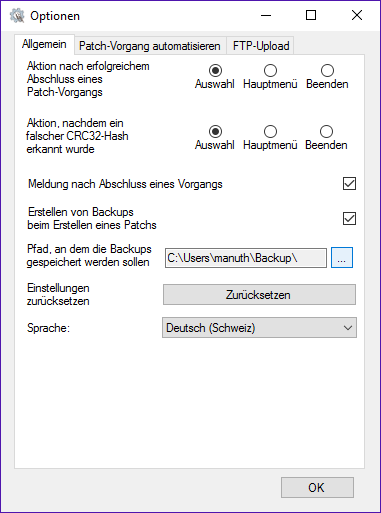 Optionen
Allgemein
Patch-Vorgang automatisieren
FTP-Upload
Aktion nach erfolgreichem
Abschluss eines
Patch-Vorgangs
Auswahl
Hauptmenü
Beenden
Aktion, nachdem ein
falscher CRC32-Hash
erkannt wurde
Auswahl
Hauptmenü
Beenden
Meldung nach Abschluss eines Vorgangs
Erstellen von Backups
beim Erstellen eines Patchs
Pfad, an dem die Backups
gespeichert werden sollen
C:\Users\manuth\Backup\
...
Einstellungen
zurücksetzen
Zurücksetzen
Sprache:
Deutsch (Schweiz)
OK